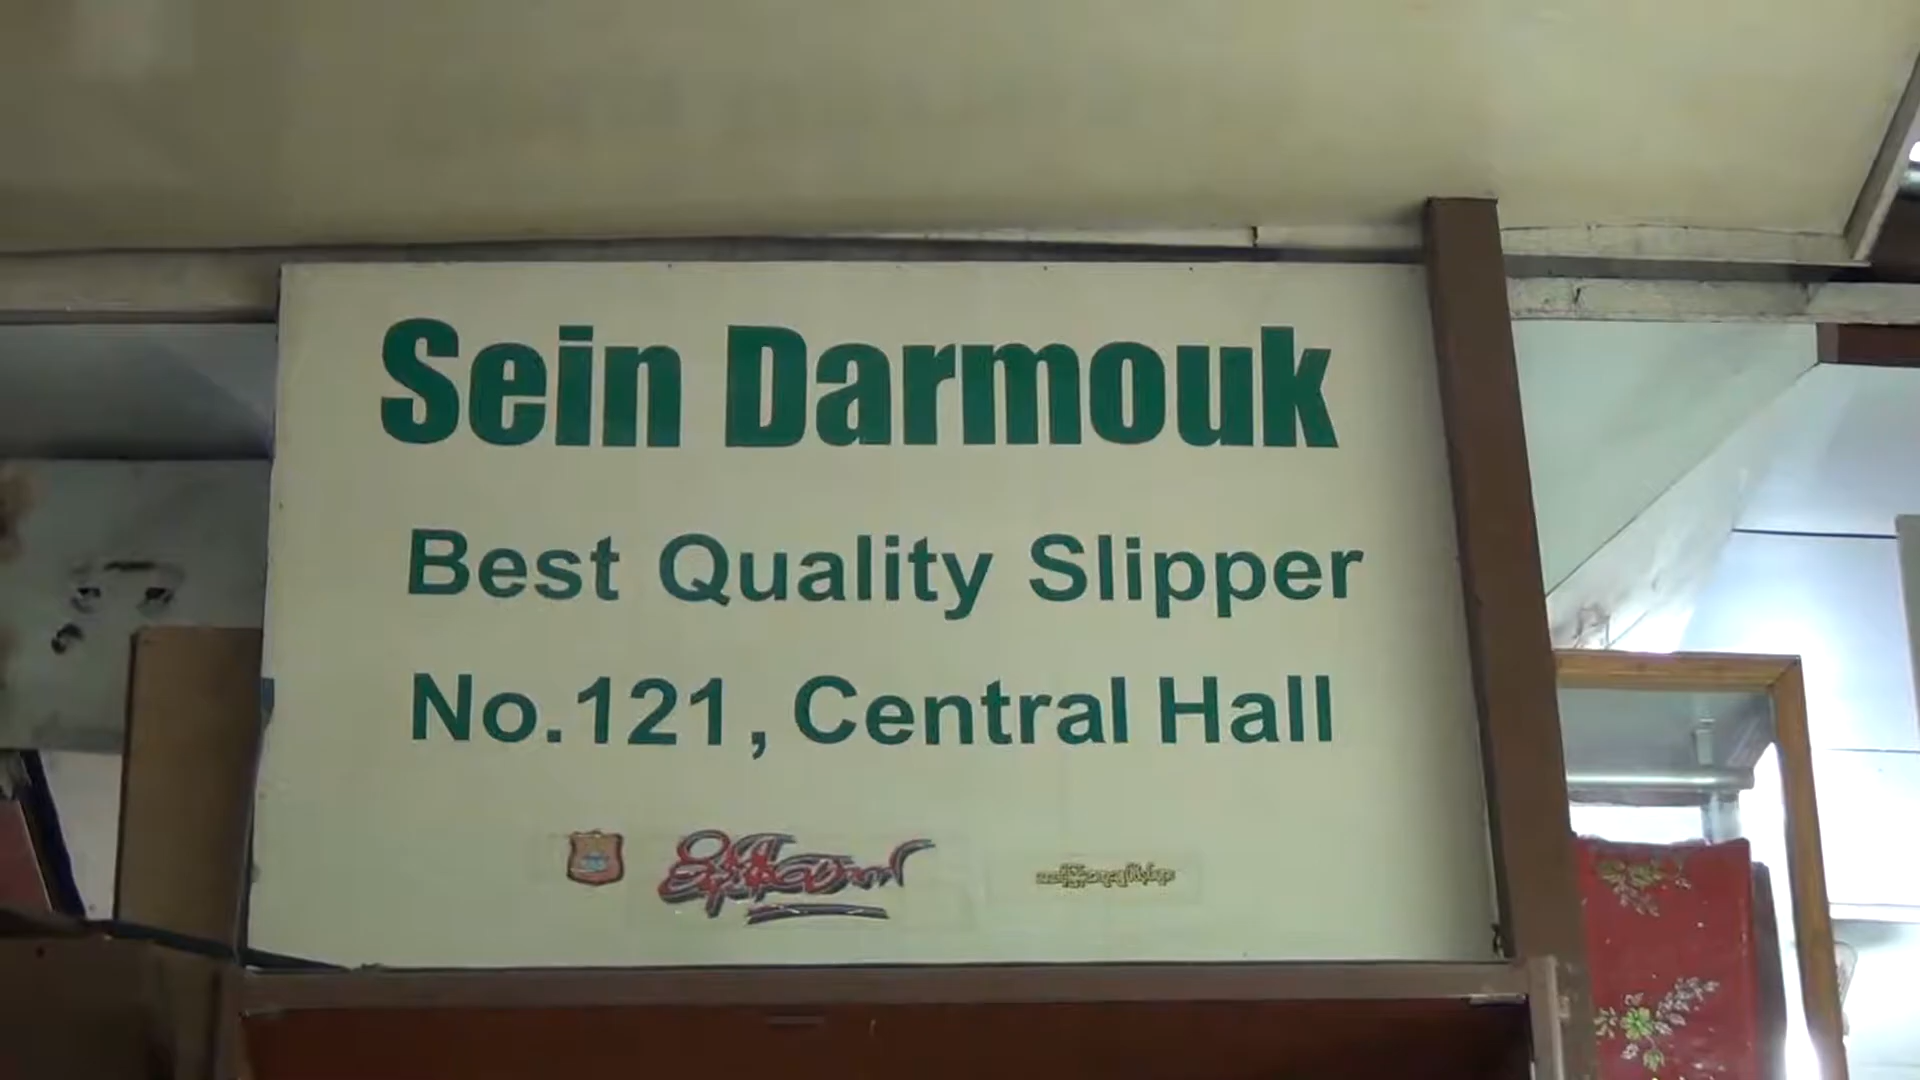 Sein Darmouk
Best Quality Slipper
No.121, Central Hall